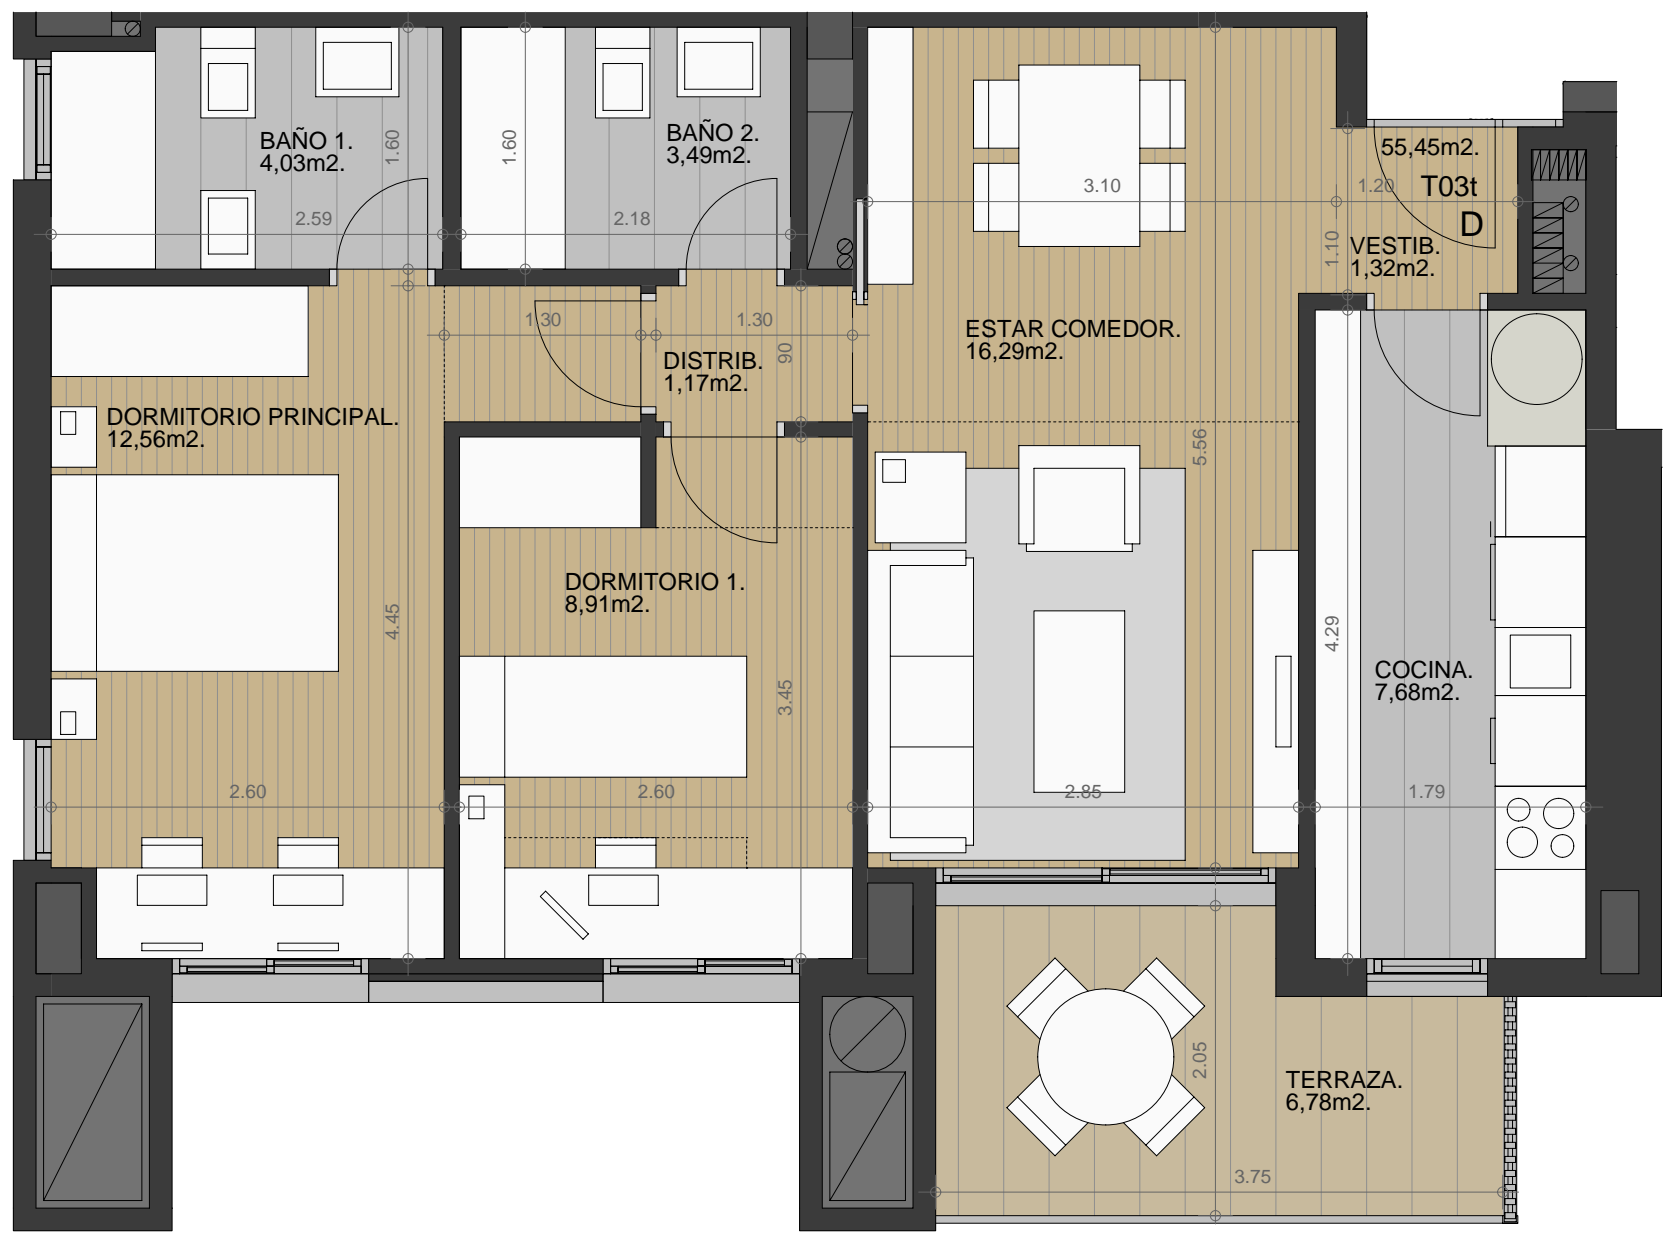 BAÑO 1.
4,03m2.
1.60
2.59
1.60
BAÑO 2.
3,49m2.
2.18
3.10
55,45m2.
T03t
D
1.20
1.10
VESTIB.
1,32m2.
1.30
1.30
90
DISTRIB.
1,17m2.
ESTAR COMEDOR.
16,29m2.
DORMITORIO PRINCIPAL.
12,56m2.
5.56
DORMITORIO 1.
8,91m2.
4.45
3.45
4.29
COCINA.
7,68m2.
2.60
2.60
2.85
1.79
2.05
TERRAZA.
6,78m2.
3.75